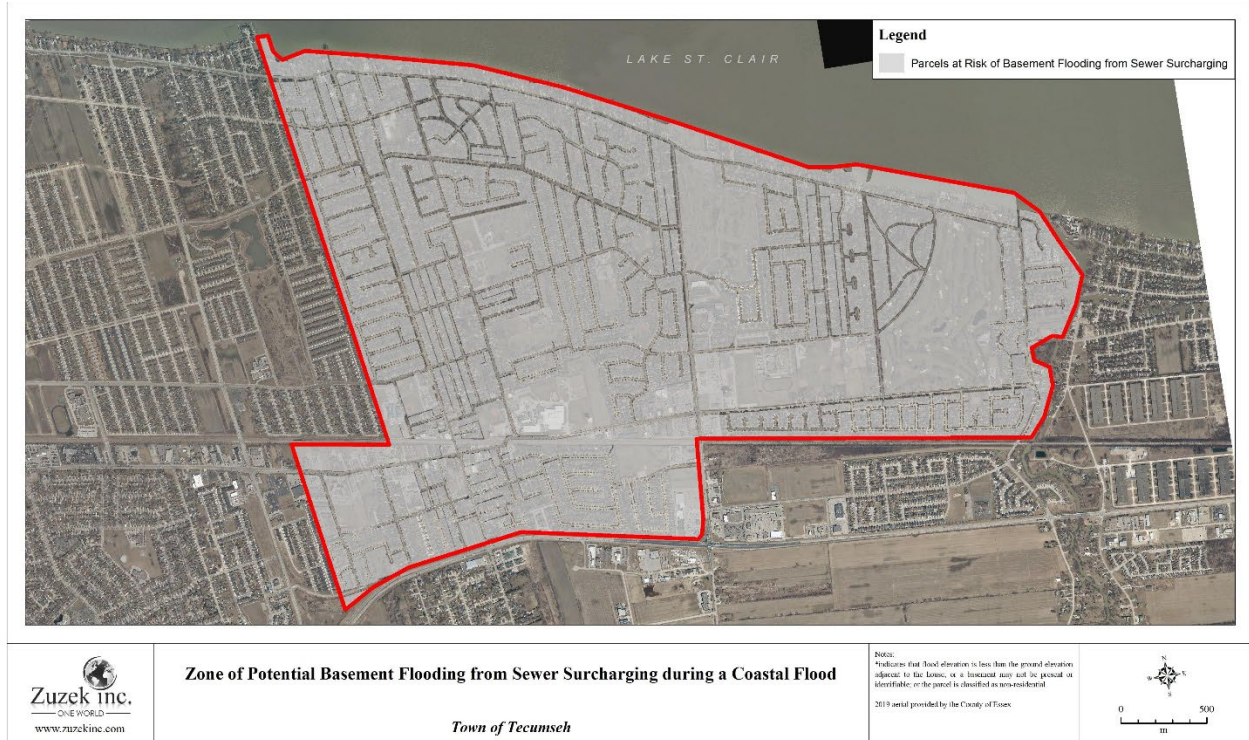 LAKE ST. CLAIR
Legend
Parcels at Risk of Basement Flooding from Sewer Surcharging
Zuzek inc.
ONE WORLD
www.zuzekinc.com
Zone of Potential Basement Flooding from Sewer Surcharging during a Coastal Flood
Town of Tecumseh
Notes:
*indicates that flood elevation is less than the ground elevation
adjacent to the house, or a basement may not be present or
identifiable; or the parcel is classified as non-residential
2019 aerial provided by the County of Essex
N
W E
S
0 500
m